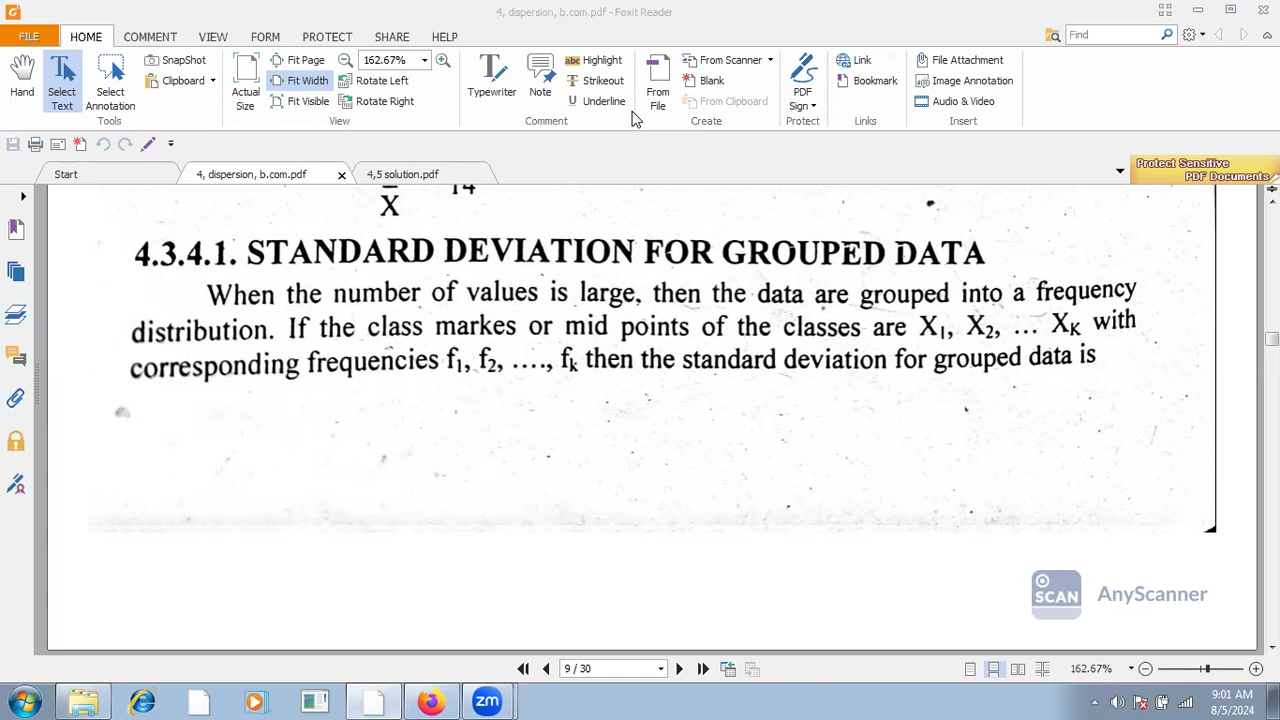 4, dispersion, b.com.pdf - Foxit Reader
FILE HOME COMMENT VIEW FORM PROTECT SHARE HELP Find
Hand Select Text Select Annotation SnapShot Clipboard Tools
Actual Size Fit Page Fit Width Fit Visible 162.67% Rotate Left Rotate Right View
Typewriter Note Highlight Strikeout Underline Comment
From File From Scanner Blank From Clipboard Create
PDF Sign Protect
Link Bookmark Links
File Attachment Image Annotation Audio & Video Insert
Start 4, dispersion, b.com.pdf 4,5 solution.pdf
Protect Sensitive
PDF Documents
X 14
4.3.4.1. STANDARD DEVIATION FOR GROUPED DATA
When the number of values is large, then the data are grouped into a frequency
distribution. If the class markes or mid points of the classes are X₁, X₂, ... X_K with
corresponding frequencies f₁, f₂, ...., fₖ then the standard deviation for grouped data is
SCAN AnyScanner
9 / 30 162.67%
zm
9:01 AM
8/5/2024